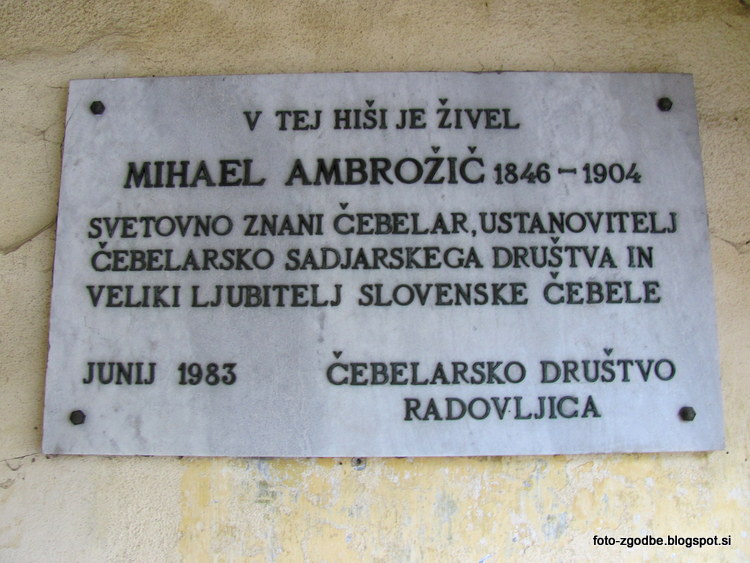 V TEJ HIŠI JE ŽIVEL
MIHAEL AMBROŽIČ 1846 – 1904
SVETOVNO ZNANI ČEBELAR, USTANOVITELJ
ČEBELARSKO SADJARSKEGA DRUŠTVA IN
VELIKI LJUBITELJ SLOVENSKE ČEBELE
JUNIJ 1983 ČEBELARSKO DRUŠTVO
RADOVLJICA
foto-zgodbe.blogspot.si